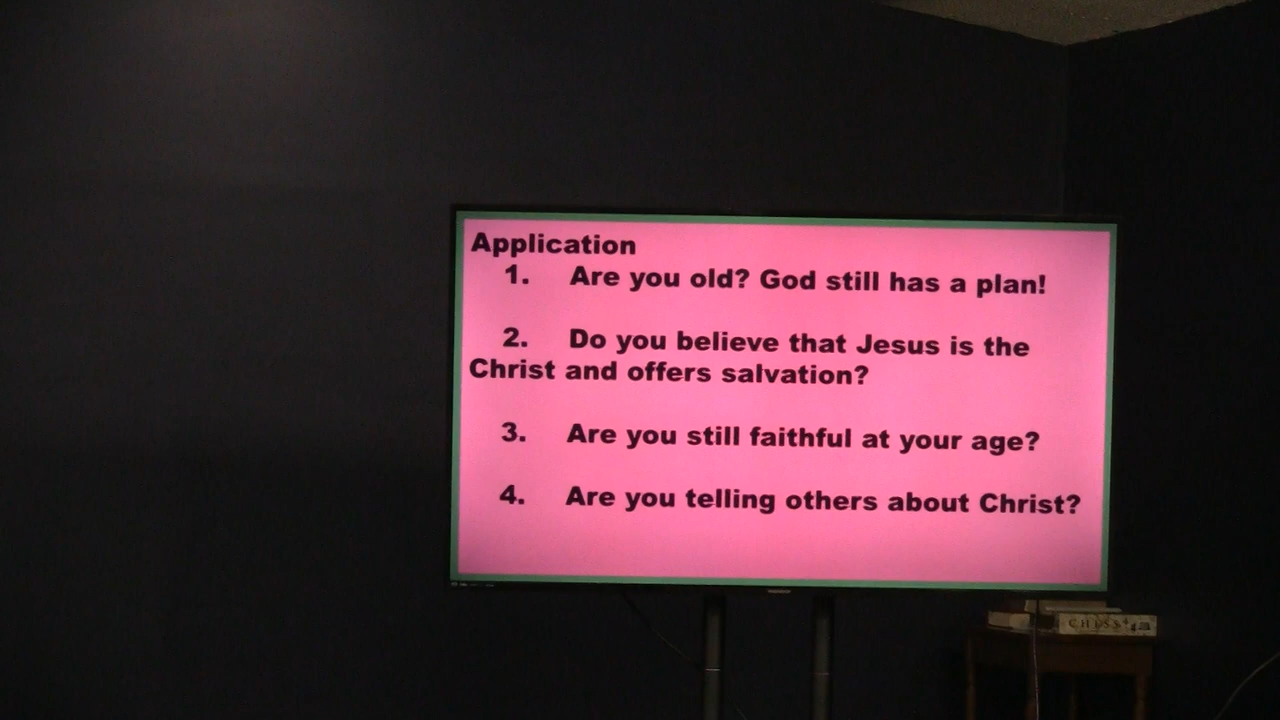 Application
1. Are you old? God still has a plan!
2. Do you believe that Jesus is the
Christ and offers salvation?
3. Are you still faithful at your age?
4. Are you telling others about Christ?
CHESS